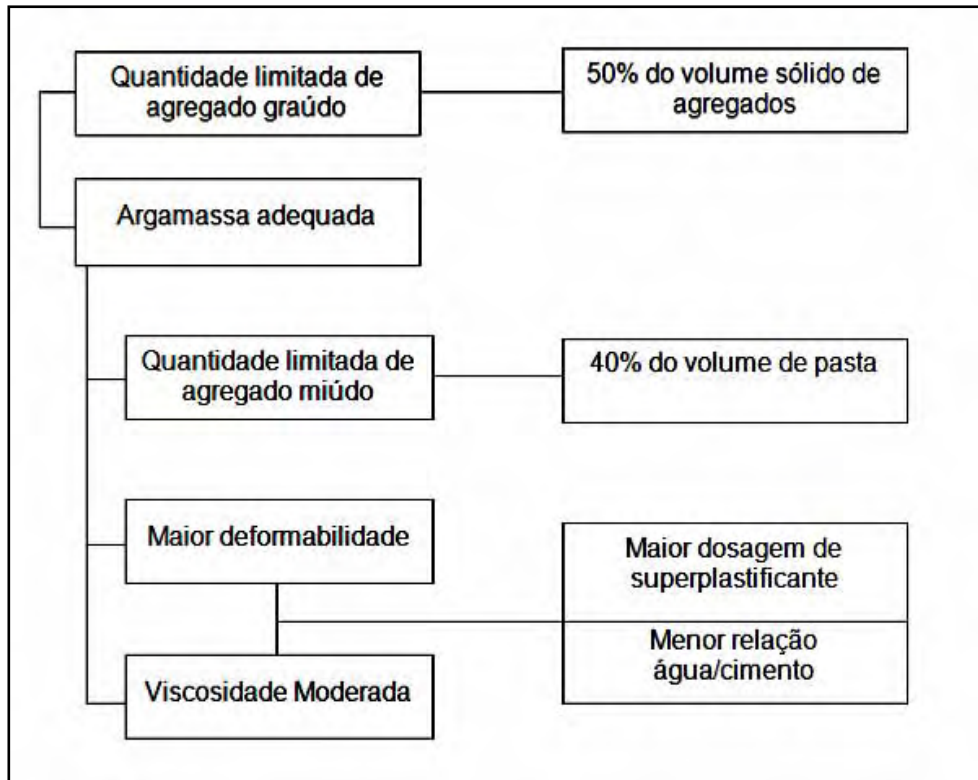 Quantidade limitada de
agregado graúdo
50% do volume sólido de
agregados
Argamassa adequada
Quantidade limitada de
agregado miúdo
40% do volume de pasta
Maior deformabilidade
Maior dosagem de
superplastificante
Menor relação
água/cimento
Viscosidade Moderada